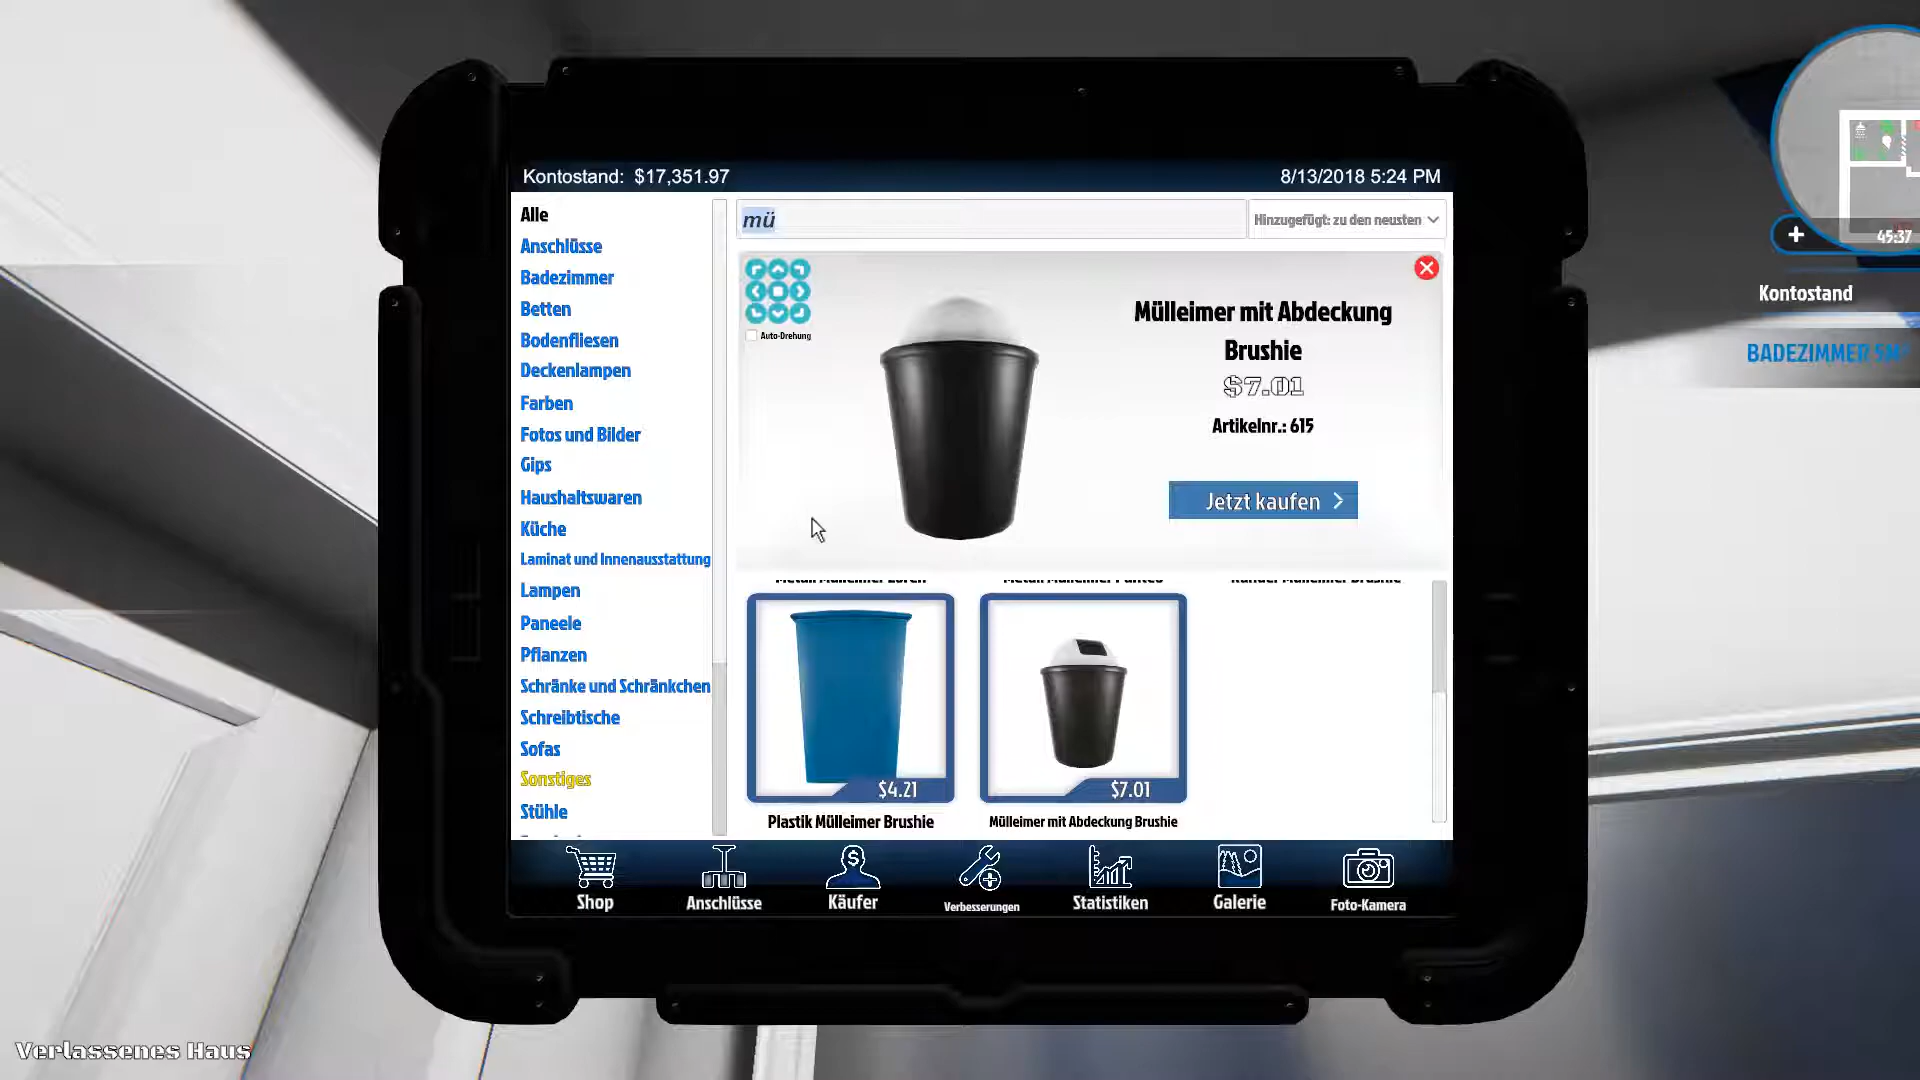 Kontostand: $17,351.97
8/13/2018 5:24 PM
Alle
Anschlüsse
Badezimmer
Betten
Bodenfliesen
Deckenlampen
Farben
Fotos und Bilder
Gips
Haushaltswaren
Küche
Laminat und Innenausstattung
Lampen
Paneele
Pflanzen
Schränke und Schränkchen
Schreibtische
Sofas
Sonstiges
Stühle
mü
Hinzugefügt: zu den neusten
Auto-Drehung
Mülleimer mit Abdeckung
Brushie
$7.01
Artikelnr.: 615
Jetzt kaufen
$4.21
Plastik Mülleimer Brushie
$7.01
Mülleimer mit Abdeckung Brushie
Shop
Anschlüsse
Käufer
Verbesserungen
Statistiken
Galerie
Foto-Kamera
45:37
Kontostand
BADEZIMMER
Verlassenes Haus